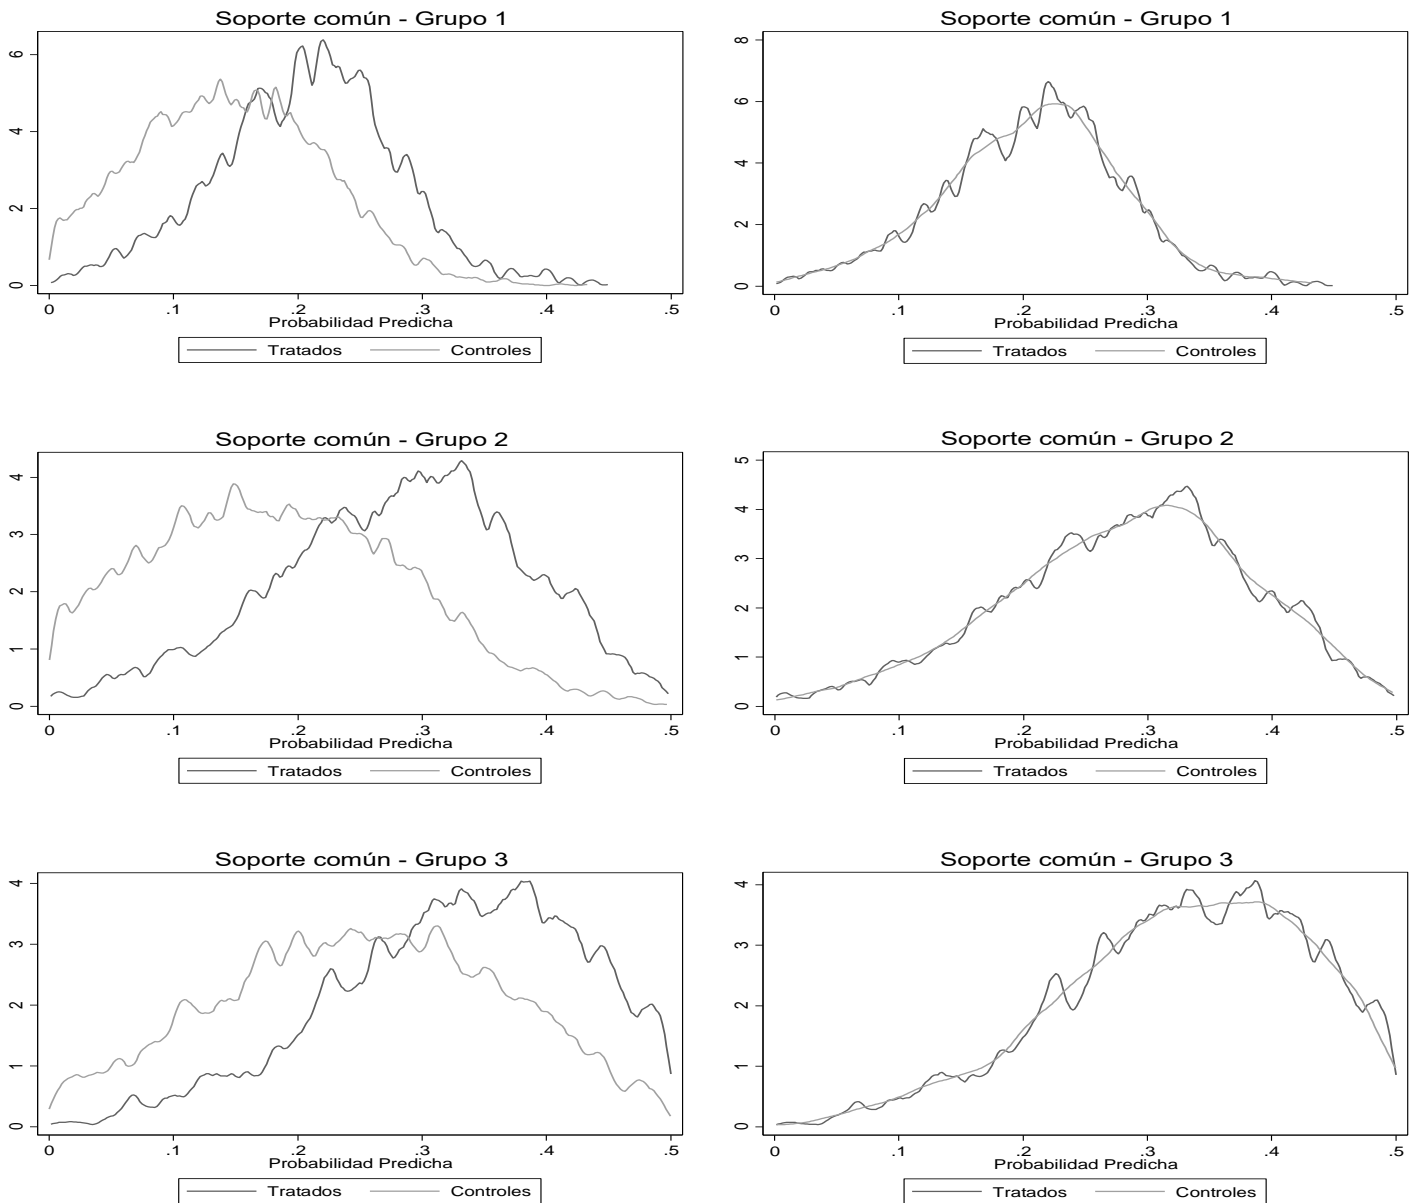 Soporte común - Grupo 1
6
4
2
0
0 .1 .2 .3 .4 .5
Probabilidad Predicha
Tratados Controles
Soporte común - Grupo 1
8
6
4
2
0
0 .1 .2 .3 .4 .5
Probabilidad Predicha
Tratados Controles
Soporte común - Grupo 2
4
3
2
1
0
0 .1 .2 .3 .4 .5
Probabilidad Predicha
Tratados Controles
Soporte común - Grupo 2
5
4
3
2
1
0
0 .1 .2 .3 .4 .5
Probabilidad Predicha
Tratados Controles
Soporte común - Grupo 3
4
3
2
1
0
0 .1 .2 .3 .4 .5
Probabilidad Predicha
Tratados Controles
Soporte común - Grupo 3
4
3
2
1
0
0 .1 .2 .3 .4 .5
Probabilidad Predicha
Tratados Controles